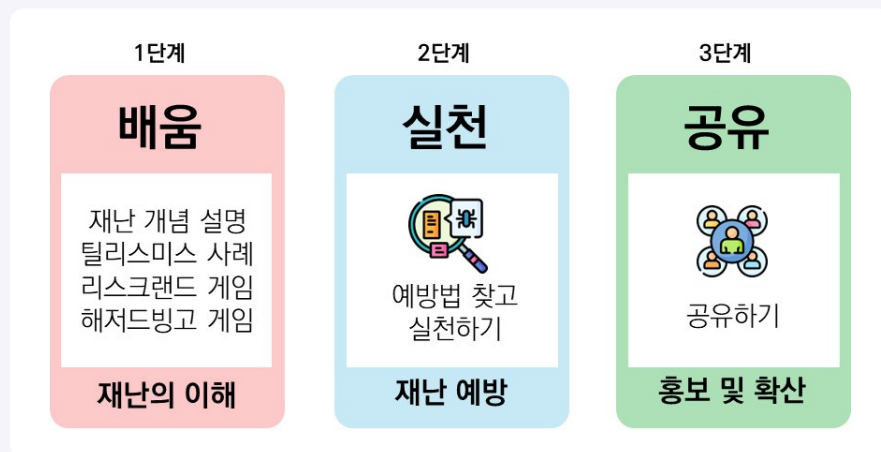 1단계
배움
재난 개념 설명
틸리스미스 사례
리스크랜드 게임
해저드빙고 게임
재난의 이해
2단계
실천
예방법 찾고
실천하기
재난 예방
3단계
공유
공유하기
홍보 및 확산